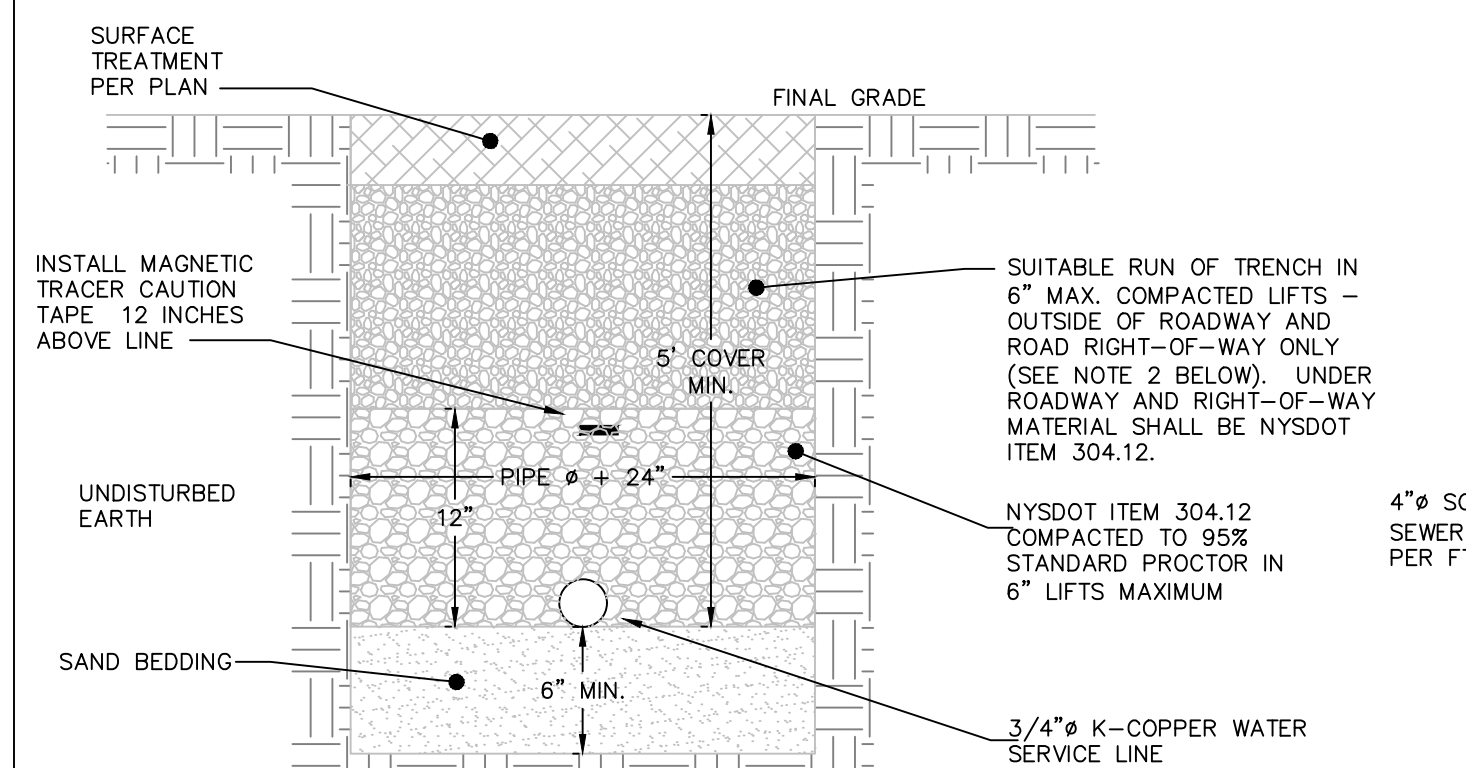 SURFACE
TREATMENT
PER PLAN
FINAL GRADE
INSTALL MAGNETIC
TRACER CAUTION
TAPE 12 INCHES
ABOVE LINE
5' COVER
MIN.
SUITABLE RUN OF TRENCH IN
6" MAX. COMPACTED LIFTS –
OUTSIDE OF ROADWAY AND
ROAD RIGHT–OF–WAY ONLY
(SEE NOTE 2 BELOW). UNDER
ROADWAY AND RIGHT–OF–WAY
MATERIAL SHALL BE NYSDOT
ITEM 304.12.
PIPE ø + 24"
12"
UNDISTURBED
EARTH
NYSDOT ITEM 304.12
COMPACTED TO 95%
STANDARD PROCTOR IN
6" LIFTS MAXIMUM
4"ø
SEWER
PER
SAND BEDDING
6" MIN.
3/4"ø K–COPPER WATER
SERVICE LINE